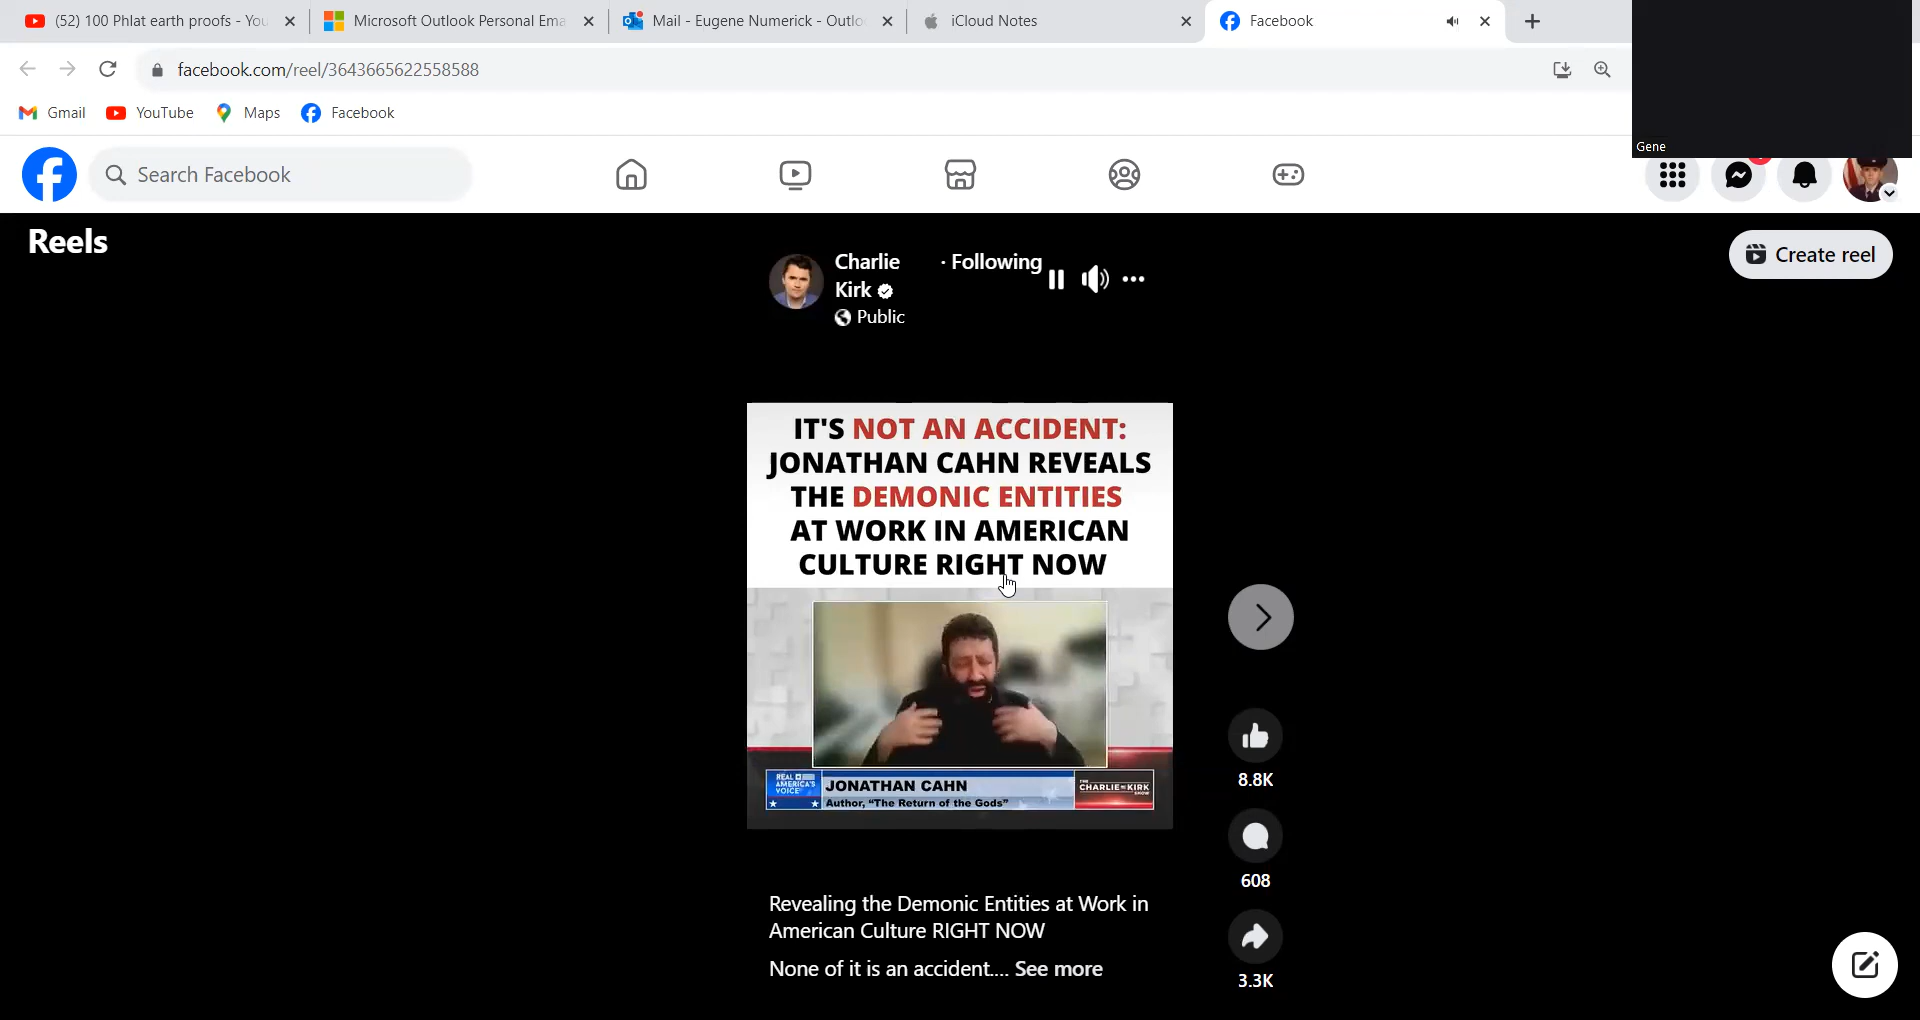 (52) 100 Phlat earth proofs - You
Microsoft Outlook Personal Ema
Mail - Eugene Numerick - Outlo
iCloud Notes
Facebook
facebook.com/reel/3643665622558588
Gmail
YouTube
Maps
Facebook
Gene
Search Facebook
Reels
Create reel
Charlie Kirk · Following
Public
IT'S NOT AN ACCIDENT:
JONATHAN CAHN REVEALS
THE DEMONIC ENTITIES
AT WORK IN AMERICAN
CULTURE RIGHT NOW
REAL AMERICA'S VOICE
JONATHAN CAHN
Author, "The Return of the Gods"
THE CHARLIE KIRK SHOW
8.8K
608
3.3K
Revealing the Demonic Entities at Work in
American Culture RIGHT NOW
None of it is an accident.... See more